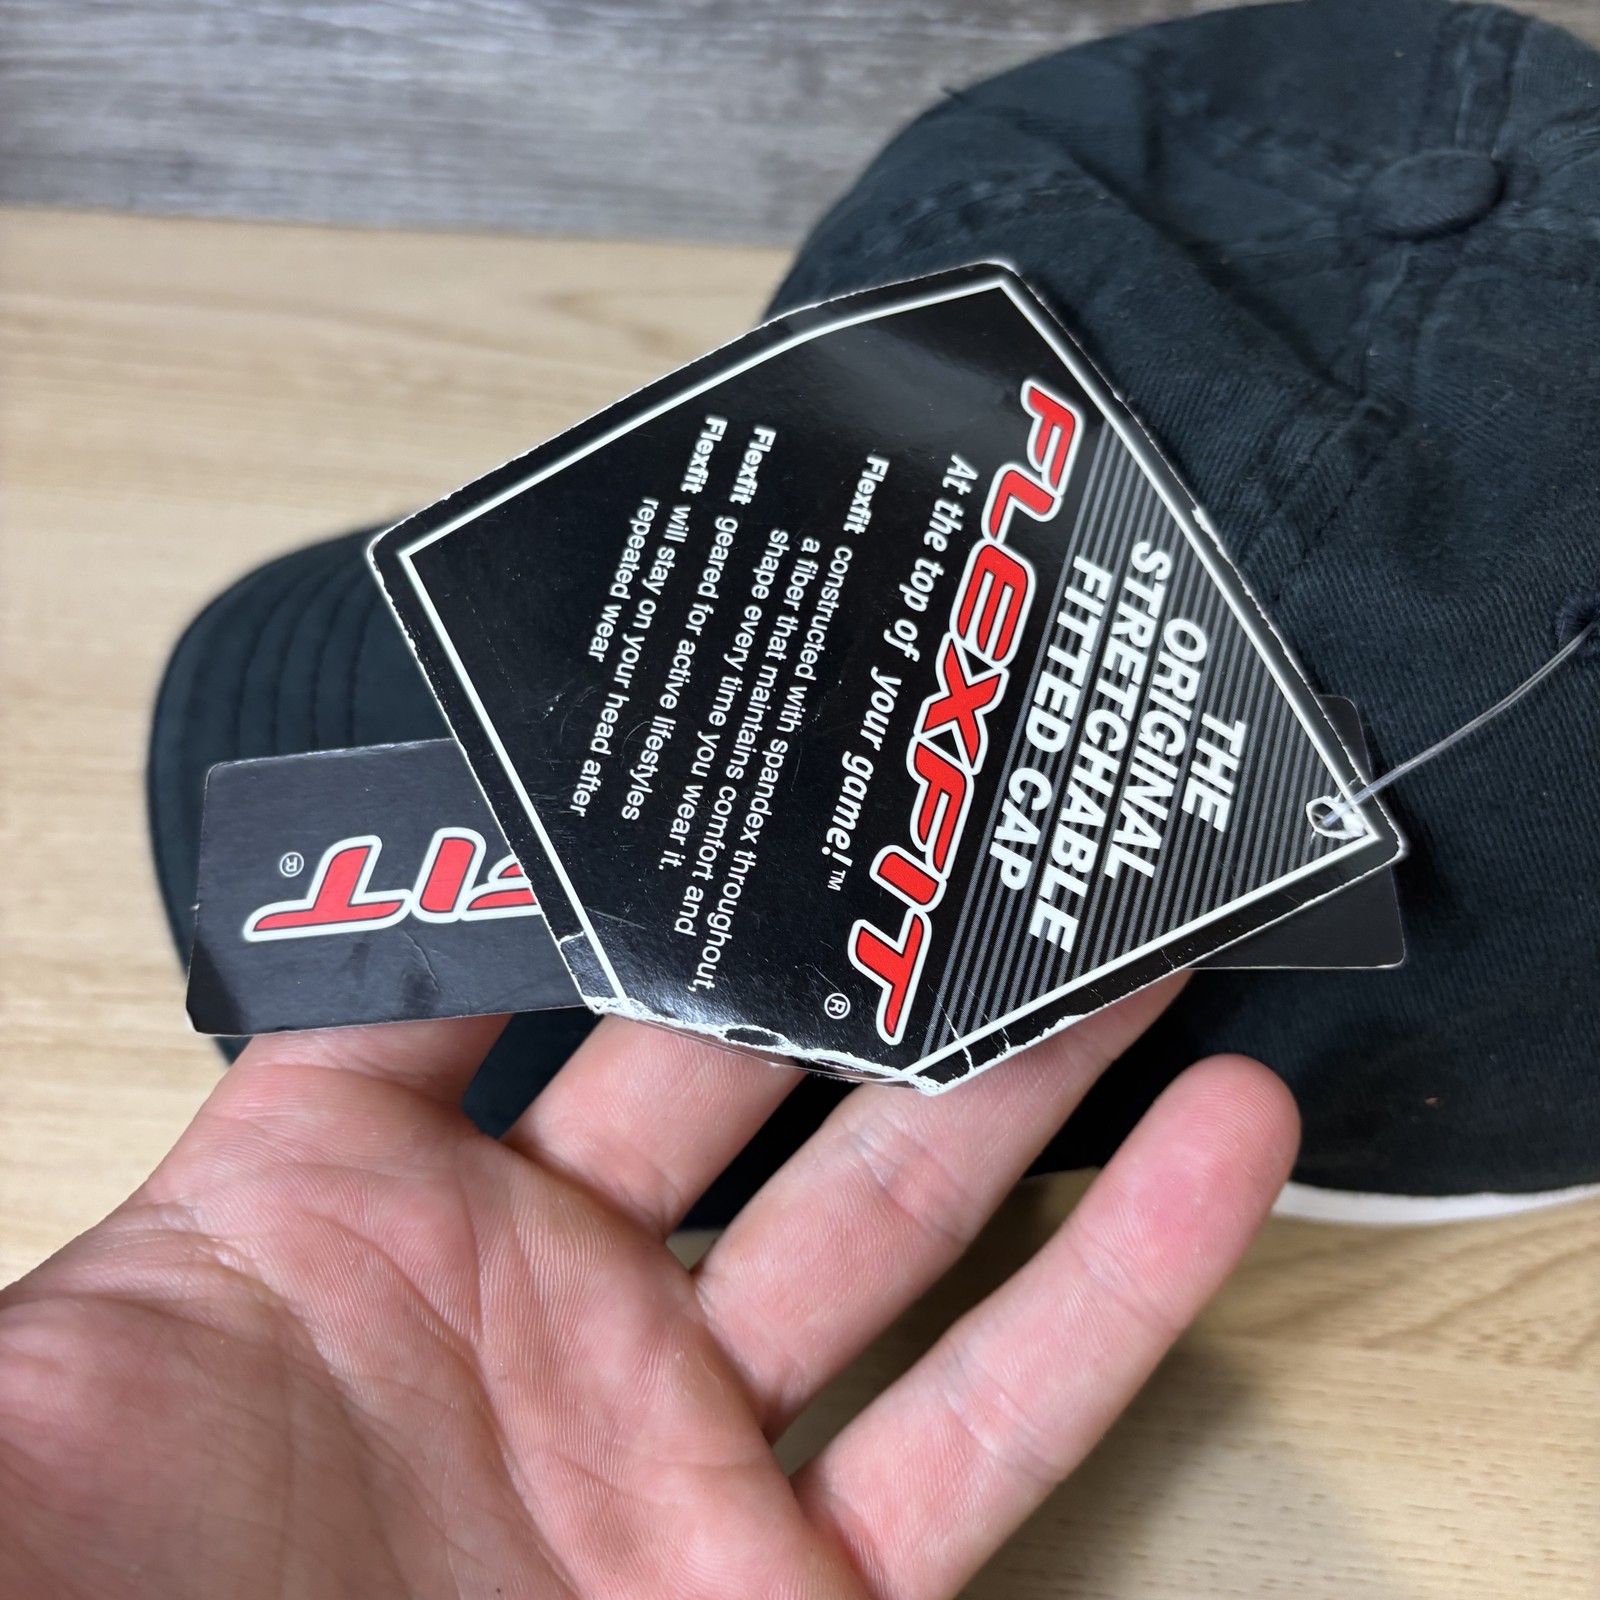 THE
ORIGINAL
STRETCHABLE
FITTED CAP
FLEXFIT®
At the top of your game!™
Flexfit constructed with spandex throughout,
a fiber that maintains comfort and
shape every time you wear it.
Flexfit geared for active lifestyles
Flexfit will stay on your head after
repeated wear
FIT®